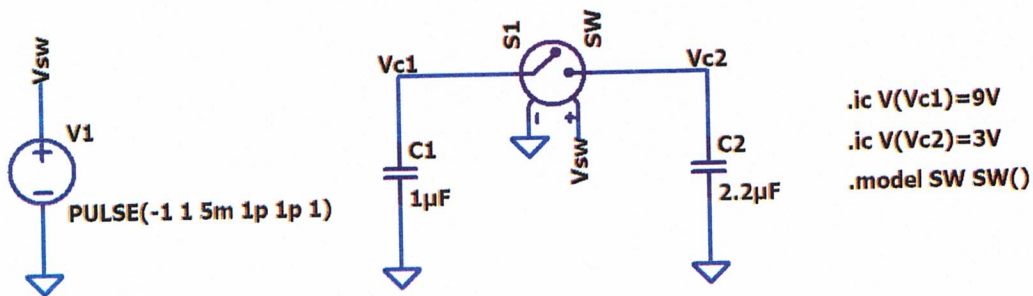 Vsw
V1
PULSE(-1 1 5m 1p 1p 1)
Vc1
S1
SW
Vc2
- +
Vsw
C1
1µF
C2
2.2µF
.ic V(Vc1)=9V
.ic V(Vc2)=3V
.model SW SW()